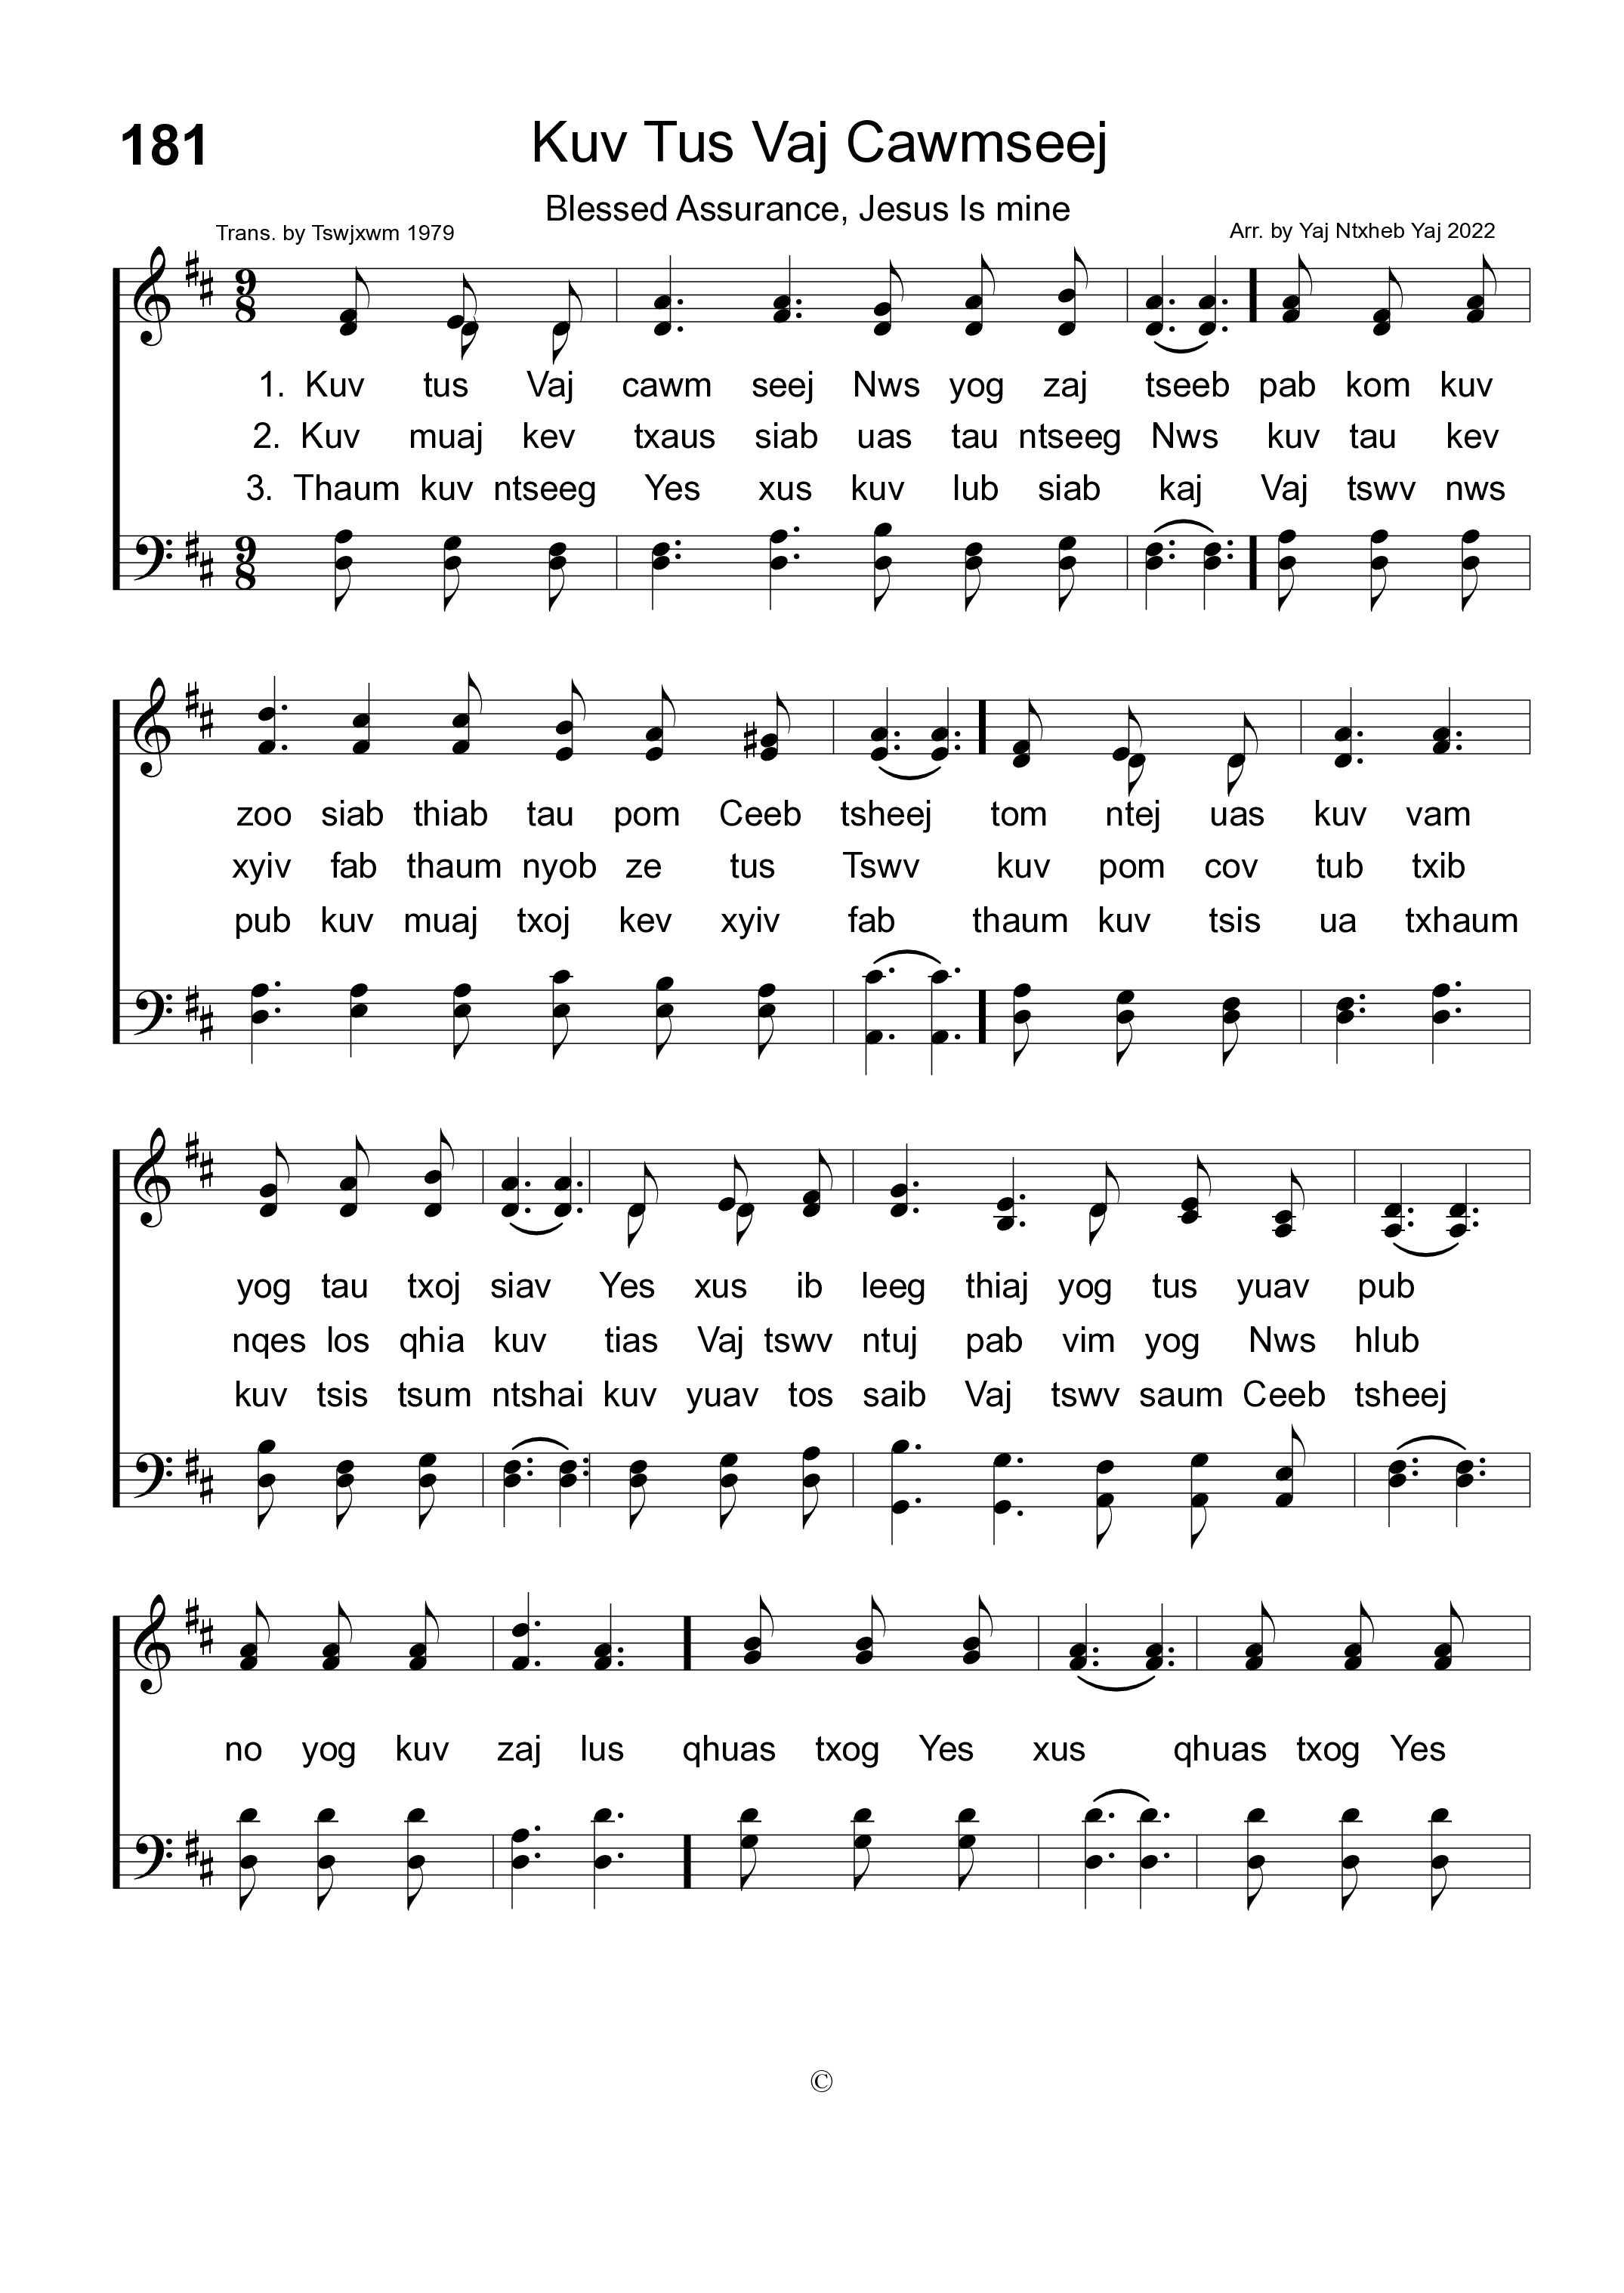 181
Kuv Tus Vaj Cawmseej
Blessed Assurance, Jesus Is mine
Trans. by Tswjxwm 1979
Arr. by Yaj Ntxheb Yaj 2022
9 8
1. Kuv tus Vaj cawm seej Nws yog zaj tseeb pab kom kuv
2. Kuv muaj kev txaus siab uas tau ntseeg Nws kuv tau kev
3. Thaum kuv ntseeg Yes xus kuv lub siab kaj Vaj tswv nws
9 8
zoo siab thiab tau pom Ceeb tsheej tom ntej uas kuv vam
xyiv fab thaum nyob ze tus Tswv kuv pom cov tub txib
pub kuv muaj txoj kev xyiv fab thaum kuv tsis ua txhaum
yog tau txoj siav Yes xus ib leeg thiaj yog tus yuav pub
nqes los qhia kuv tias Vaj tswv ntuj pab vim yog Nws hlub
kuv tsis tsum ntshai kuv yuav tos saib Vaj tswv saum Ceeb tsheej
no yog kuv zaj lus qhuas txog Yes xus qhuas txog Yes
©